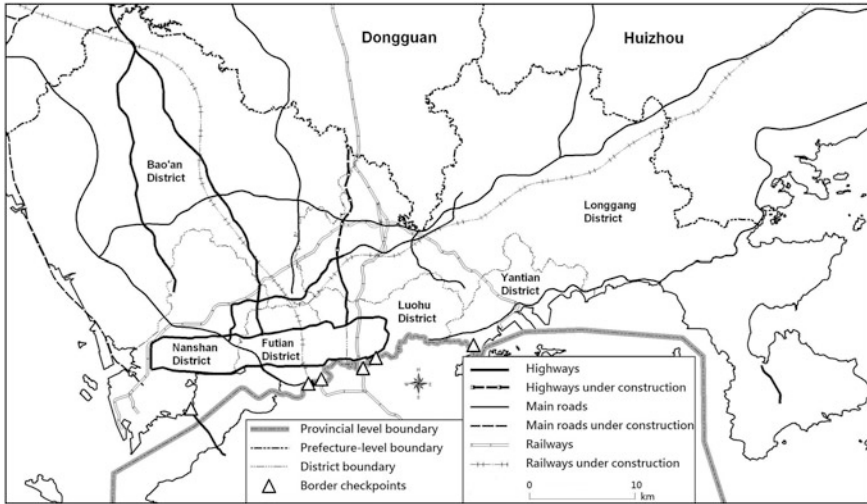 Dongguan
Huizhou
Bao'an
District
Longgang
District
Yantian
District
Luohu
District
Nanshan
District
Futian
District
Provincial level boundary
Prefecture-level boundary
District boundary
Border checkpoints
Highways
Highways under construction
Main roads
Main roads under construction
Railways
Railways under construction
0 10
km